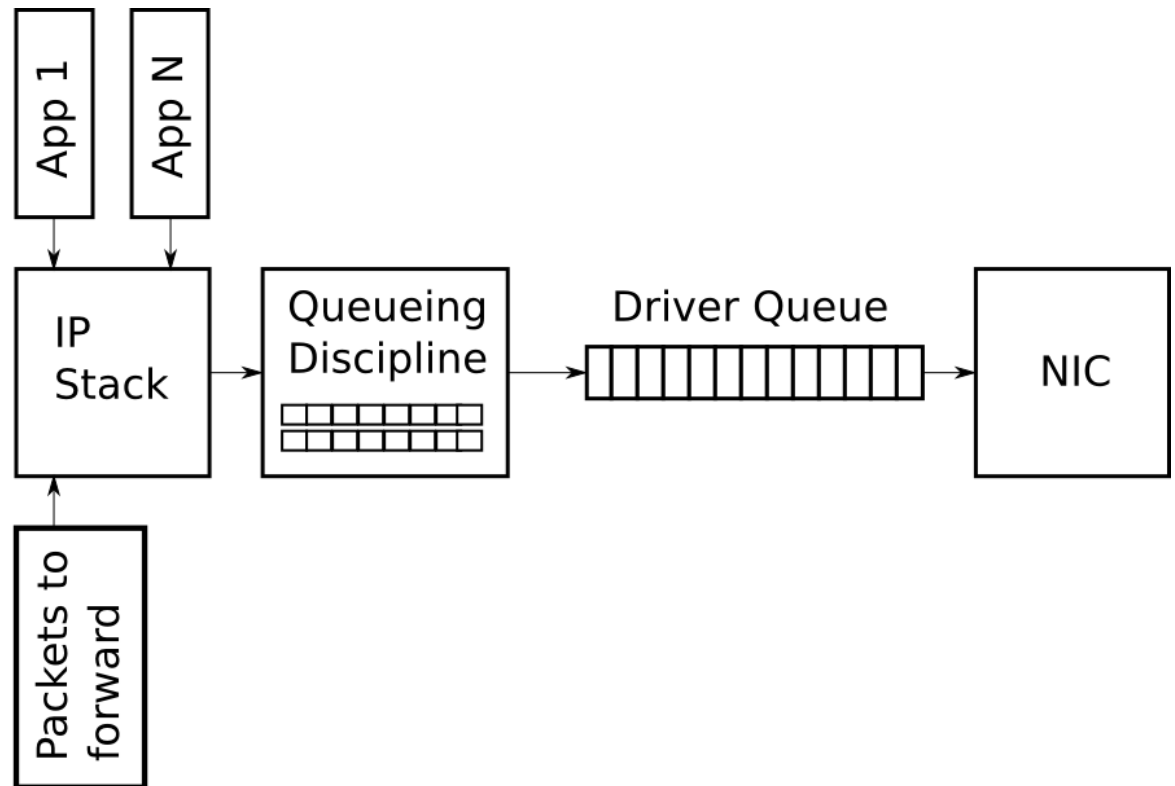 App 1
App N
IP
Stack
Queueing
Discipline
Driver Queue
NIC
Packets to
forward